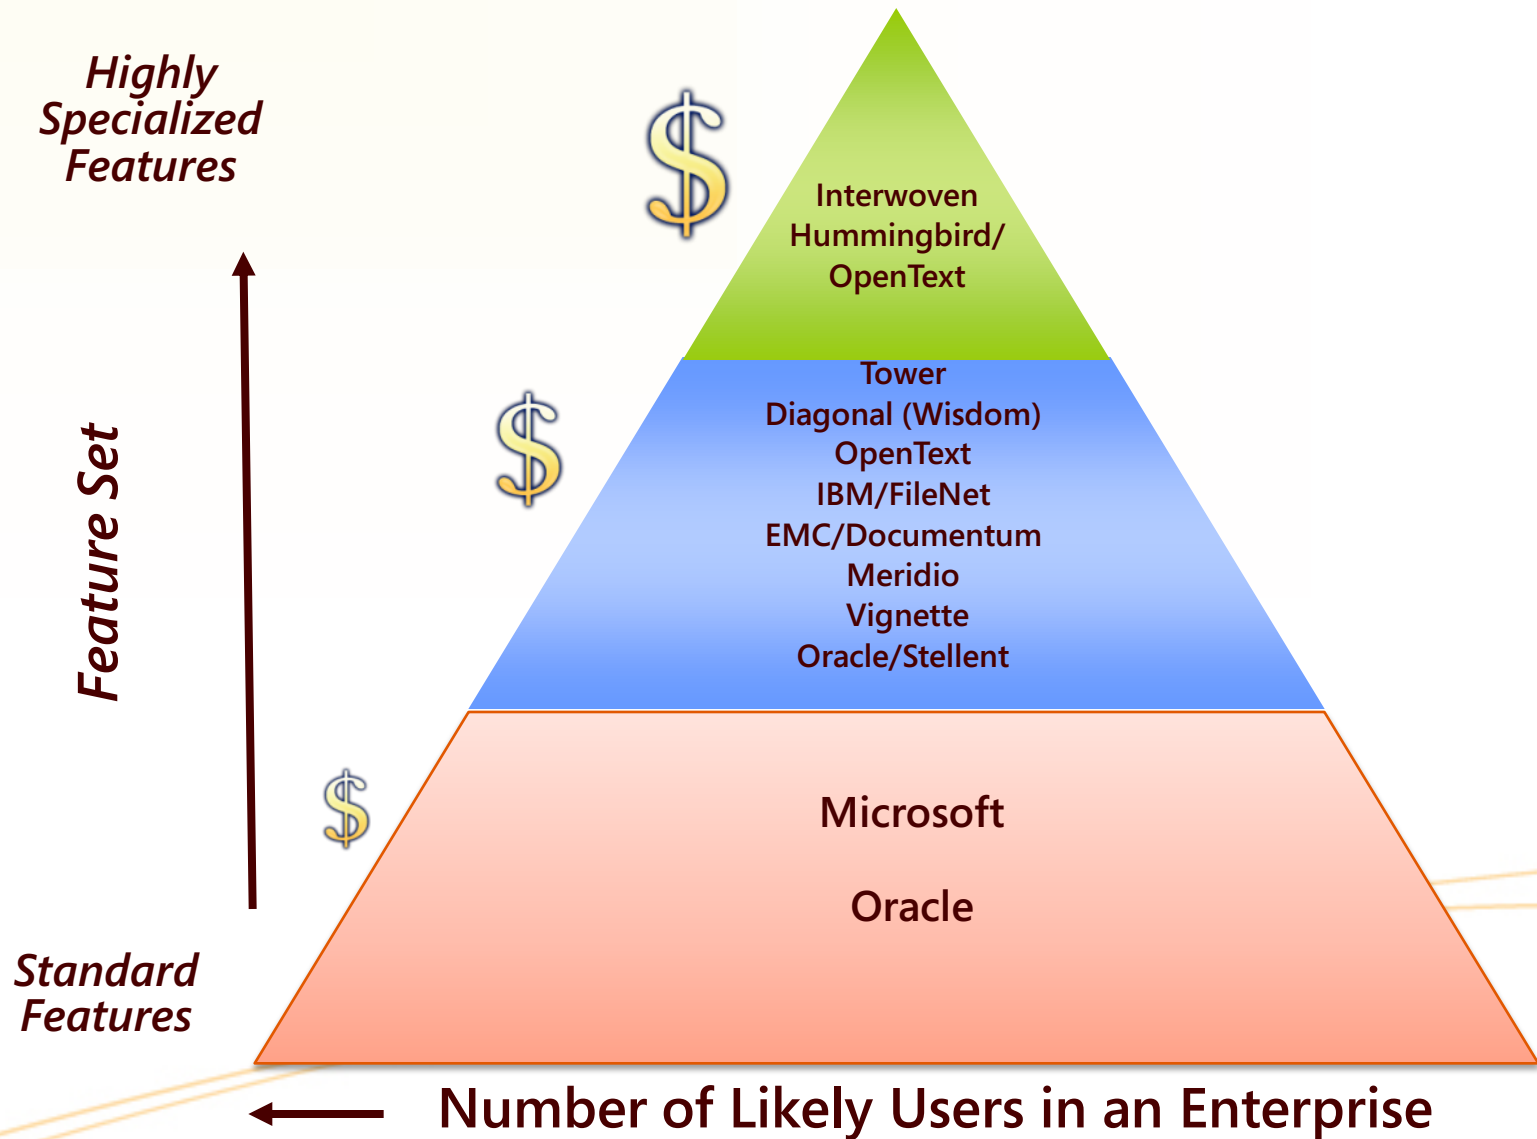 Highly
Specialized
Features
$
Interwoven
Hummingbird/
OpenText
Feature Set
$
Tower
Diagonal (Wisdom)
OpenText
IBM/FileNet
EMC/Documentum
Meridio
Vignette
Oracle/Stellent
$
Microsoft
Oracle
Standard
Features
Number of Likely Users in an Enterprise